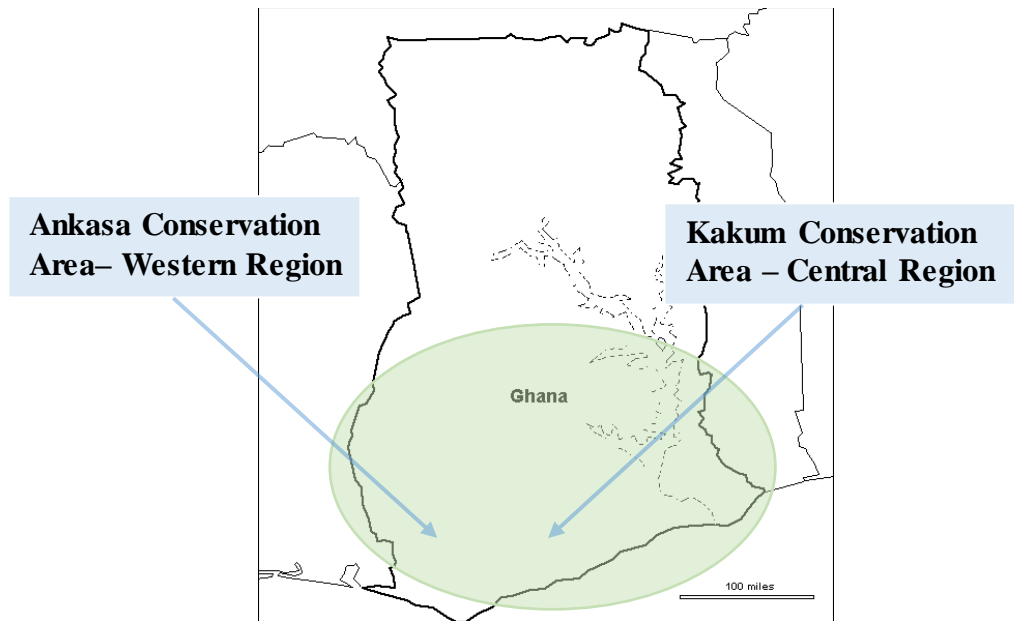 Ankasa Conservation
Area– Western Region
Kakum Conservation
Area – Central Region
Ghana
100 miles